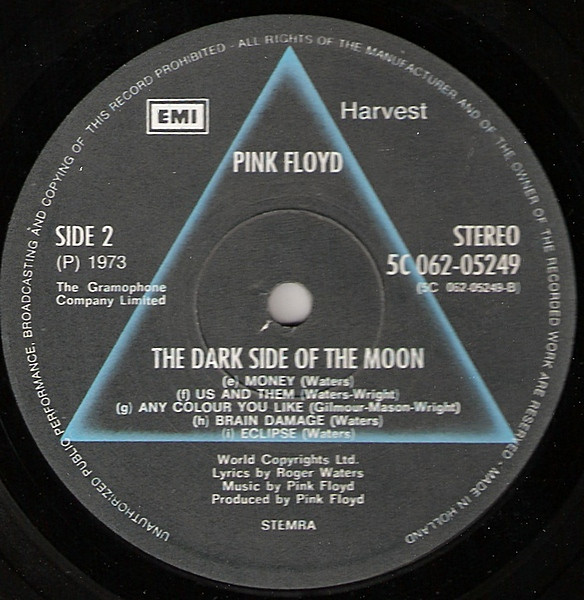 UNAUTHORIZED PUBLIC PERFORMANCE, BROADCASTING AND COPYING OF THIS RECORD PROHIBITED · ALL RIGHTS OF THE MANUFACTURER AND OF THE OWNER OF THE RECORDED WORK ARE RESERVED · MADE IN HOLLAND
EMI
Harvest
PINK FLOYD
SIDE 2
STEREO
(P) 1973
5C 062-05249
The Gramophone
Company Limited
(5C 062-05249-B)
THE DARK SIDE OF THE MOON
(e) MONEY (Waters)
(f) US AND THEM (Waters-Wright)
(g) ANY COLOUR YOU LIKE (Gilmour-Mason-Wright)
(h) BRAIN DAMAGE (Waters)
(i) ECLIPSE (Waters)
World Copyrights Ltd.
Lyrics by Roger Waters
Music by Pink Floyd
Produced by Pink Floyd
STEMRA